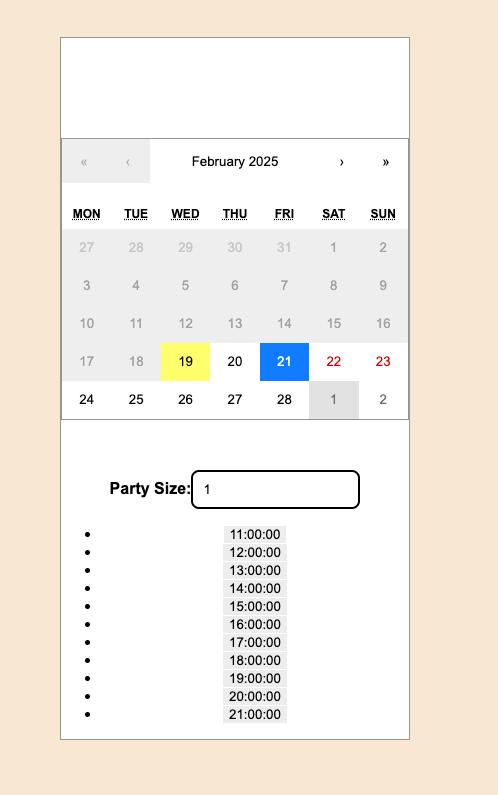 « ‹ February 2025 › »
MON TUE WED THU FRI SAT SUN
27 28 29 30 31 1 2
3 4 5 6 7 8 9
10 11 12 13 14 15 16
17 18 19 20 21 22 23
24 25 26 27 28 1 2
Party Size: 1
• 11:00:00
• 12:00:00
• 13:00:00
• 14:00:00
• 15:00:00
• 16:00:00
• 17:00:00
• 18:00:00
• 19:00:00
• 20:00:00
• 21:00:00